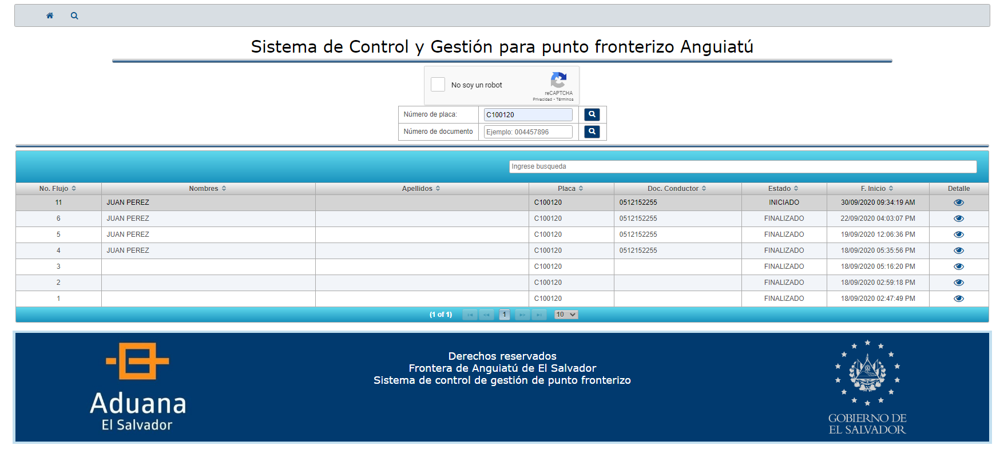 Sistema de Control y Gestión para punto fronterizo Anguiatú
No soy un robot
reCAPTCHA
Privacidad - Términos
Número de placa: C100120
Número de documento Ejemplo: 004457896
Ingrese busqueda
No. Flujo Nombres Apellidos Placa Doc. Conductor Estado F. Inicio Detalle
11 JUAN PEREZ C100120 0512152255 INICIADO 30/09/2020 09:34:19 AM
6 JUAN PEREZ C100120 0512152255 FINALIZADO 22/09/2020 04:03:07 PM
5 JUAN PEREZ C100120 0512152255 FINALIZADO 19/09/2020 12:06:36 PM
4 JUAN PEREZ C100120 0512152255 FINALIZADO 18/09/2020 05:35:56 PM
3 C100120 FINALIZADO 18/09/2020 05:16:20 PM
2 C100120 FINALIZADO 18/09/2020 02:59:18 PM
1 C100120 FINALIZADO 18/09/2020 02:47:49 PM
(1 of 1) 1 10
Derechos reservados
Frontera de Anguiatú de El Salvador
Sistema de control de gestión de punto fronterizo
Aduana
El Salvador
GOBIERNO DE
EL SALVADOR